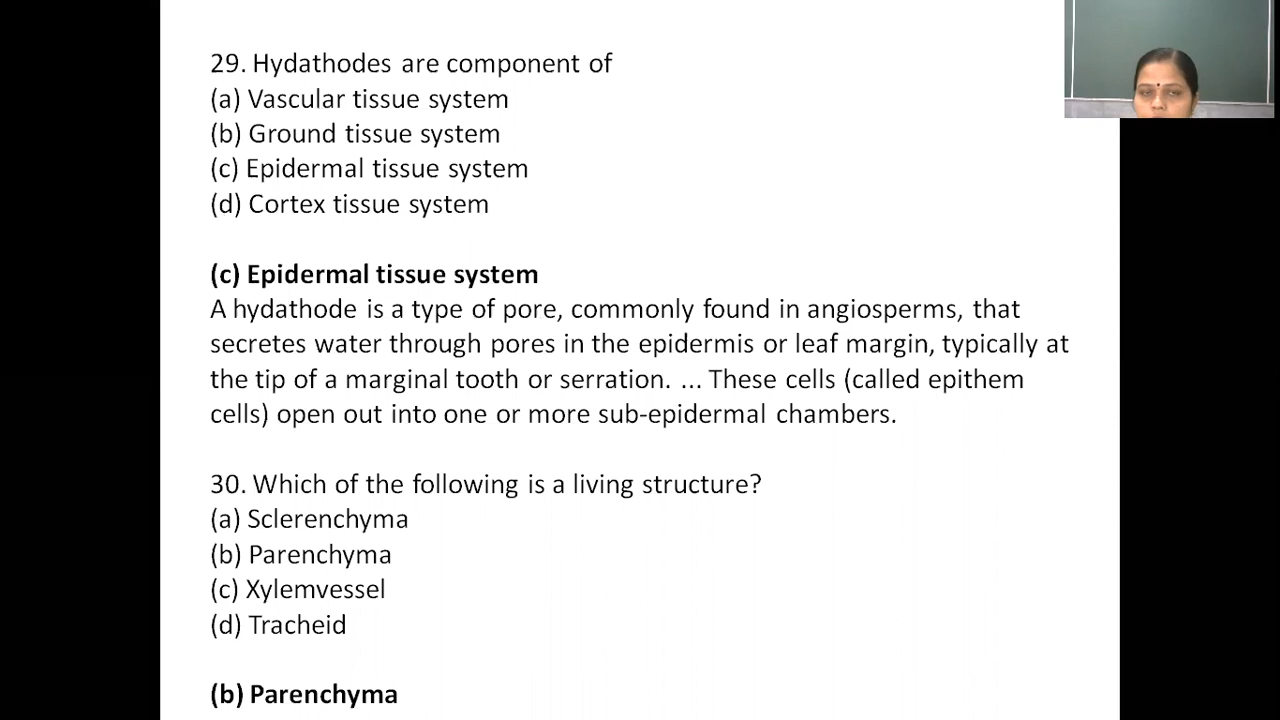 29. Hydathodes are component of
(a) Vascular tissue system
(b) Ground tissue system
(c) Epidermal tissue system
(d) Cortex tissue system
(c) Epidermal tissue system
A hydathode is a type of pore, commonly found in angiosperms, that
secretes water through pores in the epidermis or leaf margin, typically at
the tip of a marginal tooth or serration. ... These cells (called epithem
cells) open out into one or more sub-epidermal chambers.
30. Which of the following is a living structure?
(a) Sclerenchyma
(b) Parenchyma
(c) Xylemvessel
(d) Tracheid
(b) Parenchyma